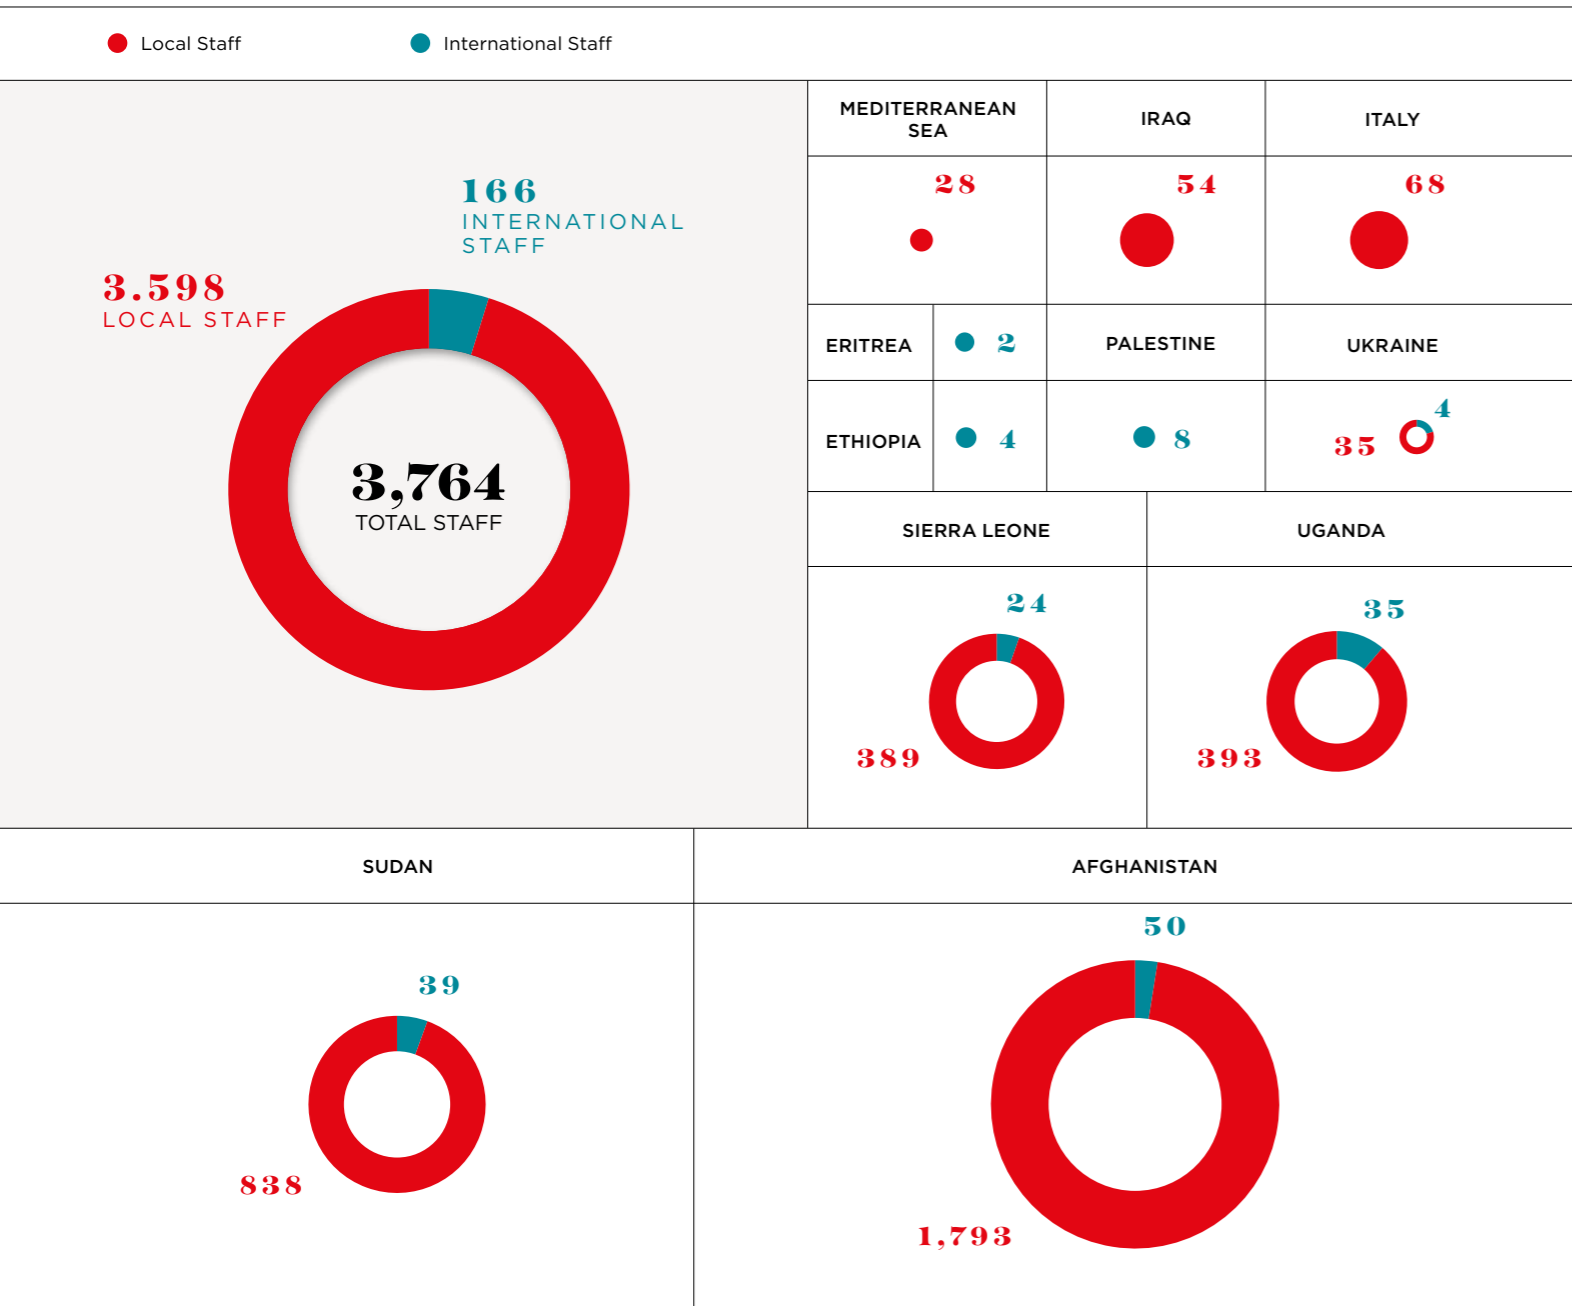 Local Staff
International Staff
166
INTERNATIONAL
STAFF
3.598
LOCAL STAFF
3,764
TOTAL STAFF
MEDITERRANEAN
SEA
28
IRAQ
54
ITALY
68
ERITREA
2
ETHIOPIA
4
PALESTINE
8
UKRAINE
4
35
SIERRA LEONE
24
389
UGANDA
35
393
SUDAN
39
838
AFGHANISTAN
50
1,793